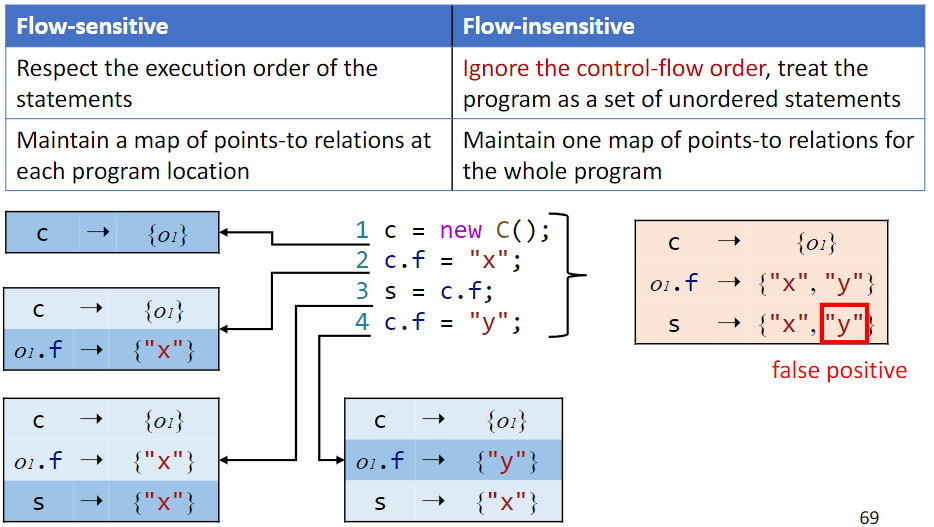 Flow-sensitive
Flow-insensitive
Respect the execution order of the
statements
Ignore the control-flow order, treat the
program as a set of unordered statements
Maintain a map of points-to relations at
each program location
Maintain one map of points-to relations for
the whole program
c → {o1}
1 c = new C();
2 c.f = "x";
3 s = c.f;
4 c.f = "y";
c → {o1}
o1.f → {"x", "y"}
s → {"x", "y"}
false positive
c → {o1}
o1.f → {"x"}
c → {o1}
o1.f → {"x"}
s → {"x"}
c → {o1}
o1.f → {"y"}
s → {"x"}
69